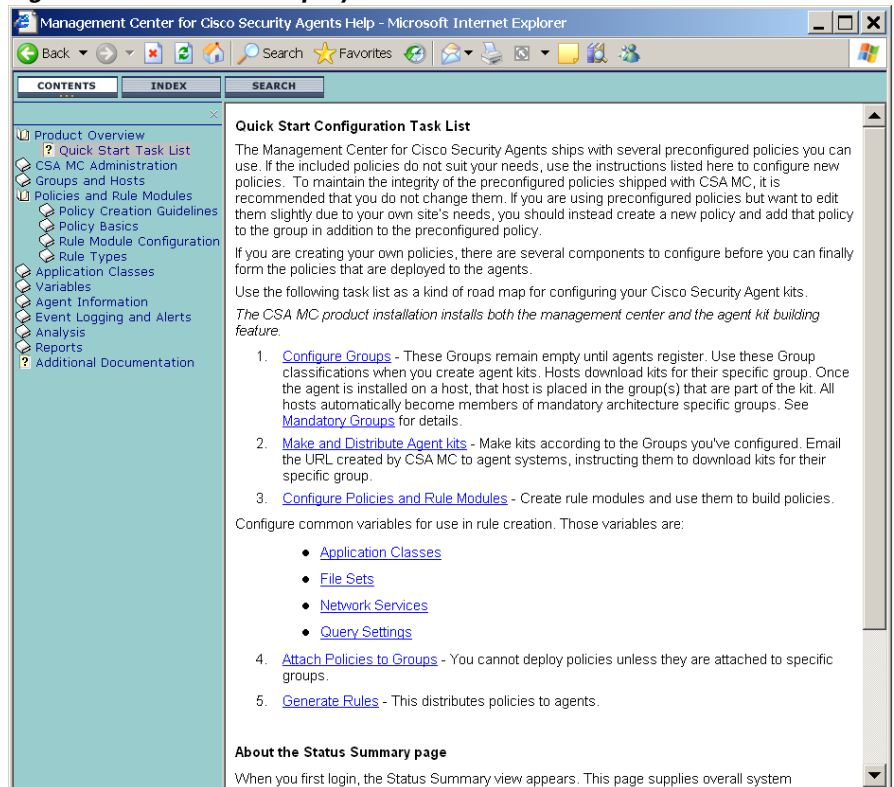 Management Center for Cisco Security Agents Help - Microsoft Internet Explorer
Back Search Favorites
CONTENTS INDEX SEARCH
Product Overview
Quick Start Task List
CSA MC Administration
Groups and Hosts
Policies and Rule Modules
Policy Creation Guidelines
Policy Basics
Rule Module Configuration
Rule Types
Application Classes
Variables
Agent Information
Event Logging and Alerts
Analysis
Reports
Additional Documentation
Quick Start Configuration Task List
The Management Center for Cisco Security Agents ships with several preconfigured policies you can
use. If the included policies do not suit your needs, use the instructions listed here to configure new
policies. To maintain the integrity of the preconfigured policies shipped with CSA MC, it is
recommended that you do not change them. If you are using preconfigured policies but want to edit
them slightly due to your own site's needs, you should instead create a new policy and add that policy
to the group in addition to the preconfigured policy.
If you are creating your own policies, there are several components to configure before you can finally
form the policies that are deployed to the agents.
Use the following task list as a kind of road map for configuring your Cisco Security Agent kits.
The CSA MC product installation installs both the management center and the agent kit building
feature.
1. Configure Groups - These Groups remain empty until agents register. Use these Group
classifications when you create agent kits. Hosts download kits for their specific group. Once
the agent is installed on a host, that host is placed in the group(s) that are part of the kit. All
hosts automatically become members of mandatory architecture specific groups. See
Mandatory Groups for details.
2. Make and Distribute Agent kits - Make kits according to the Groups you've configured. Email
the URL created by CSA MC to agent systems, instructing them to download kits for their
specific group.
3. Configure Policies and Rule Modules - Create rule modules and use them to build policies.
Configure common variables for use in rule creation. Those variables are:
• Application Classes
• File Sets
• Network Services
• Query Settings
4. Attach Policies to Groups - You cannot deploy policies unless they are attached to specific
groups.
5. Generate Rules - This distributes policies to agents.
About the Status Summary page
When you first login, the Status Summary view appears. This page supplies overall system